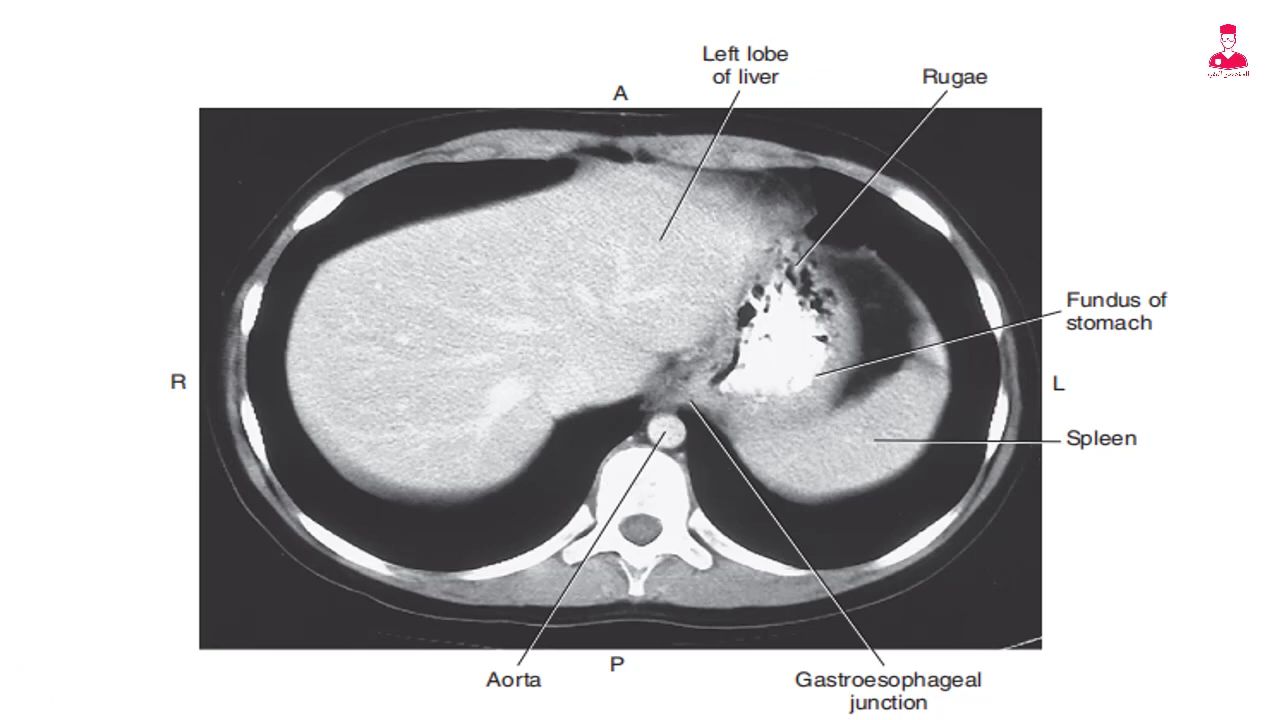 Left lobe
of liver
Rugae
A
Fundus of
stomach
R
L
Spleen
P
Aorta
Gastroesophageal
junction